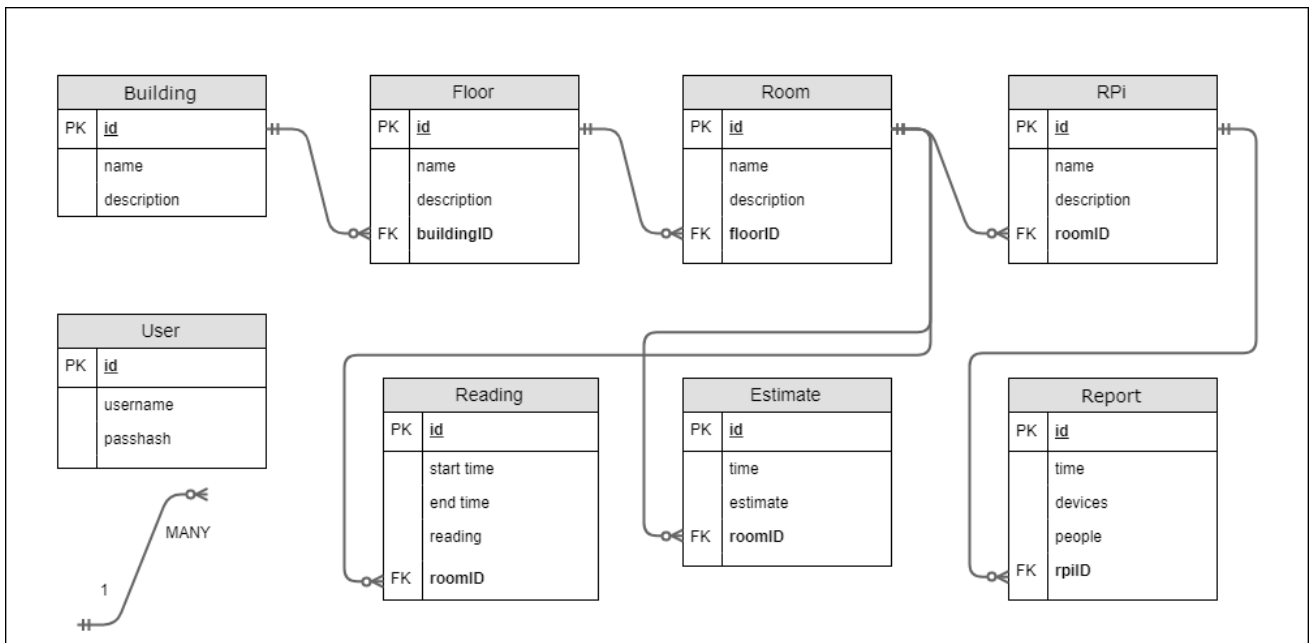 Building
PK id
name
description
Floor
PK id
name
description
FK buildingID
Room
PK id
name
description
FK floorID
RPi
PK id
name
description
FK roomID
User
PK id
username
passhash
Reading
PK id
start time
end time
reading
FK roomID
Estimate
PK id
time
estimate
FK roomID
Report
PK id
time
devices
people
FK rpiID
MANY
1